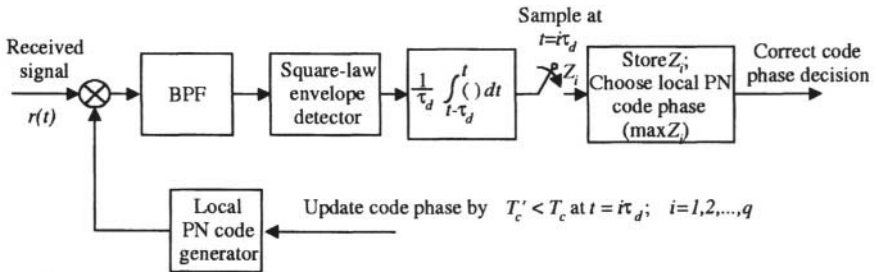 Sample at
t=iτ_d
Received
signal
r(t)
BPF
Square-law
envelope
detector
1/τ_d ∫_{t-τ_d}^{t} ( ) dt
Z_i
Store Z_i;
Choose local PN
code phase
(max Z_i)
Correct code
phase decision
Local
PN code
generator
Update code phase by T_c' < T_c at t = iτ_d; i=1,2,...,q